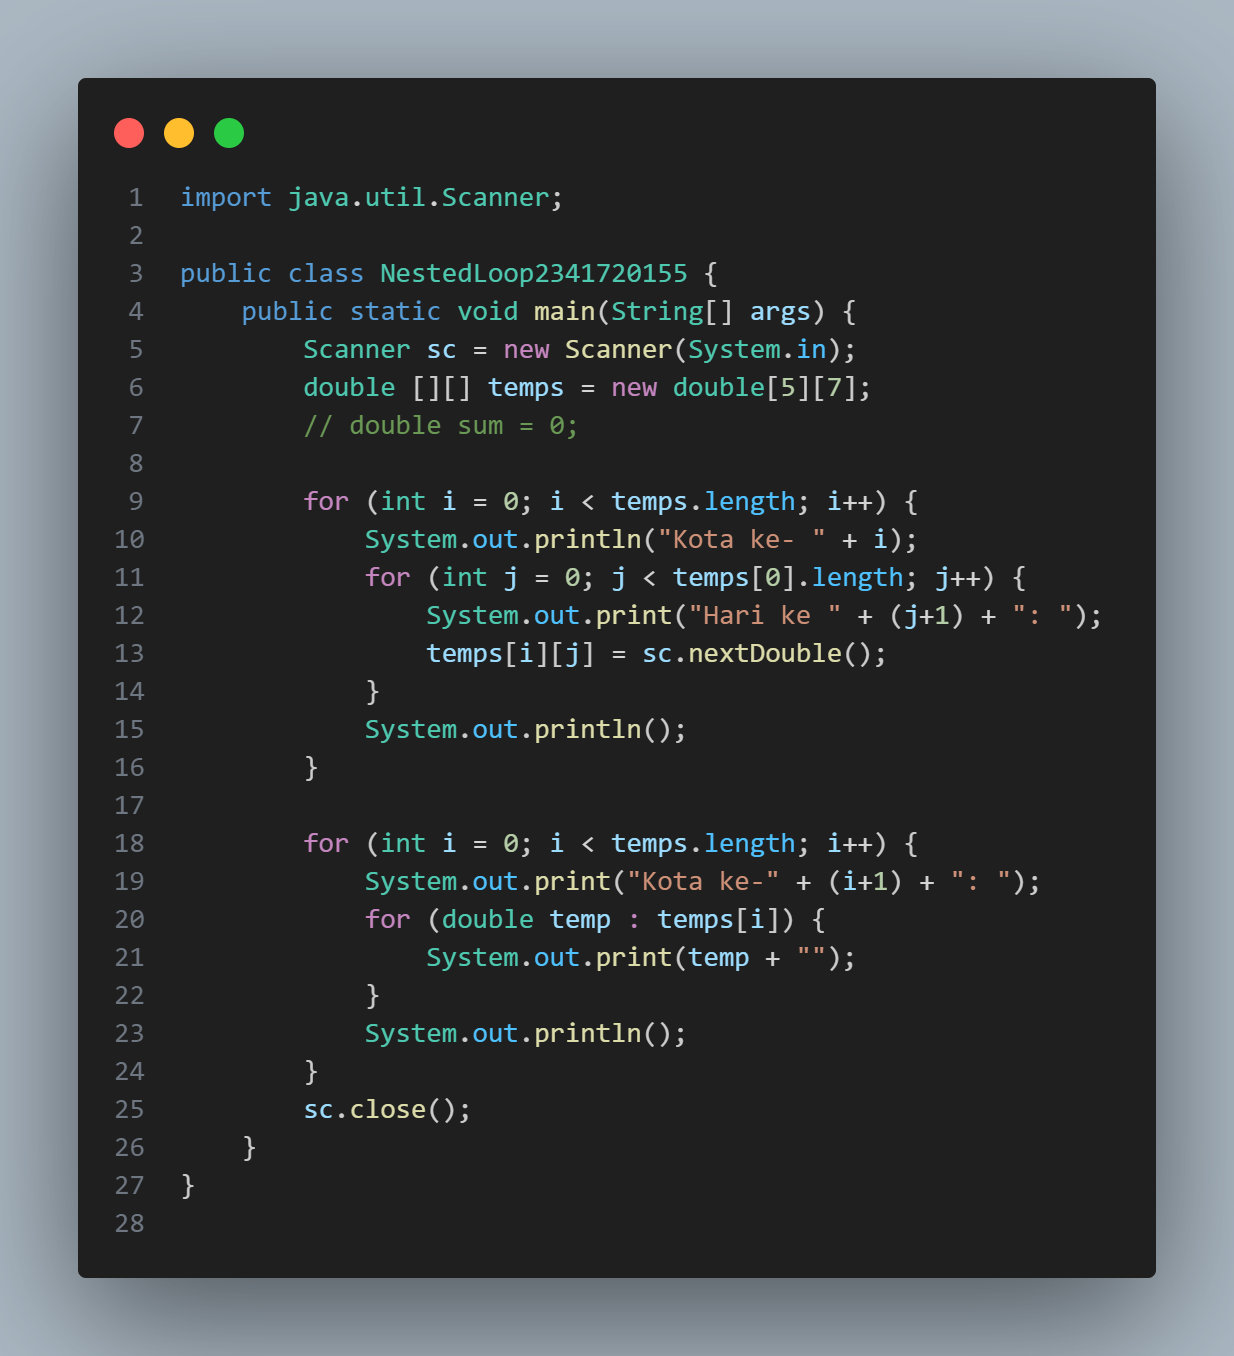 1 import java.util.Scanner;
2
3 public class NestedLoop2341720155 {
4     public static void main(String[] args) {
5         Scanner sc = new Scanner(System.in);
6         double [][] temps = new double[5][7];
7         // double sum = 0;
8
9         for (int i = 0; i < temps.length; i++) {
10             System.out.println("Kota ke- " + i);
11             for (int j = 0; j < temps[0].length; j++) {
12                 System.out.print("Hari ke " + (j+1) + ": ");
13                 temps[i][j] = sc.nextDouble();
14             }
15             System.out.println();
16         }
17
18         for (int i = 0; i < temps.length; i++) {
19             System.out.print("Kota ke-" + (i+1) + ": ");
20             for (double temp : temps[i]) {
21                 System.out.print(temp + "");
22             }
23             System.out.println();
24         }
25         sc.close();
26     }
27 }
28